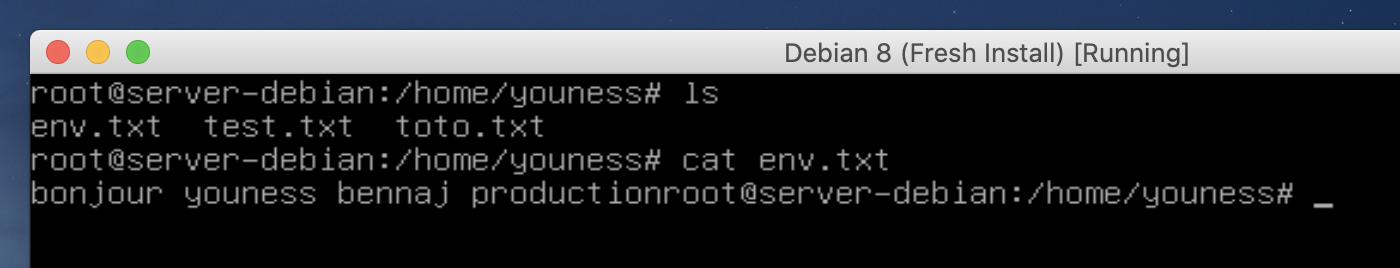 Debian 8 (Fresh Install) [Running]
root@server-debian:/home/youness# ls
env.txt  test.txt  toto.txt
root@server-debian:/home/youness# cat env.txt
bonjour youness bennaj productionroot@server-debian:/home/youness# _